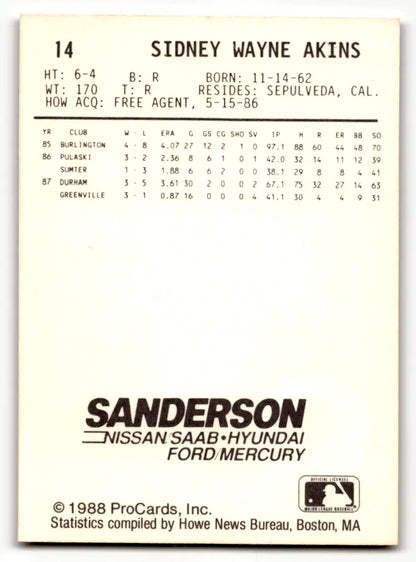 14 SIDNEY WAYNE AKINS
HT: 6-4 B: R BORN: 11-14-62
WT: 170 T: R RESIDES: SEPULVEDA, CAL.
HOW ACQ: FREE AGENT, 5-15-86
YR CLUB W - L ERA G GS CG SHO SV IP H R ER BB SO
85 BURLINGTON 4 - 8 4.07 27 12 2 1 0 97.1 88 60 44 48 70
86 PULASKI 3 - 2 2.36 8 6 1 0 1 42.0 32 14 11 12 39
SUMTER 1 - 3 1.88 6 6 2 0 0 38.1 29 8 8 4 41
87 DURHAM 3 - 5 3.61 30 2 0 0 2 67.1 75 32 27 14 63
GREENVILLE 3 - 1 0.87 16 0 0 0 4 41.1 30 4 4 9 31
SANDERSON
NISSAN/SAAB•HYUNDAI
FORD/MERCURY
OFFICIAL LICENSEE
MAJOR LEAGUE BASEBALL
© 1988 ProCards, Inc.
Statistics compiled by Howe News Bureau, Boston, MA